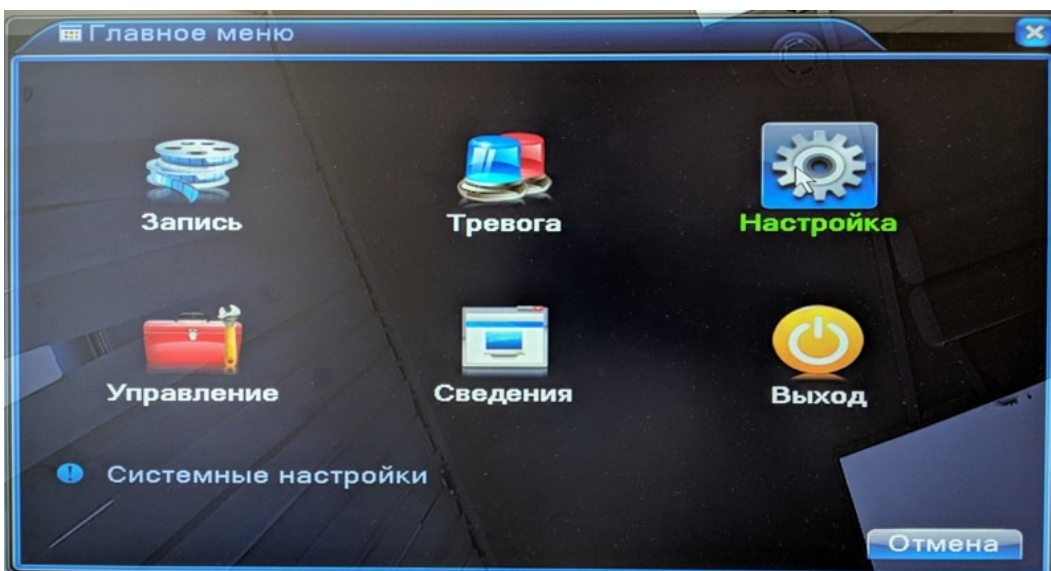 Главное меню
Запись
Тревога
Настройка
Управление
Сведения
Выход
Системные настройки
Отмена